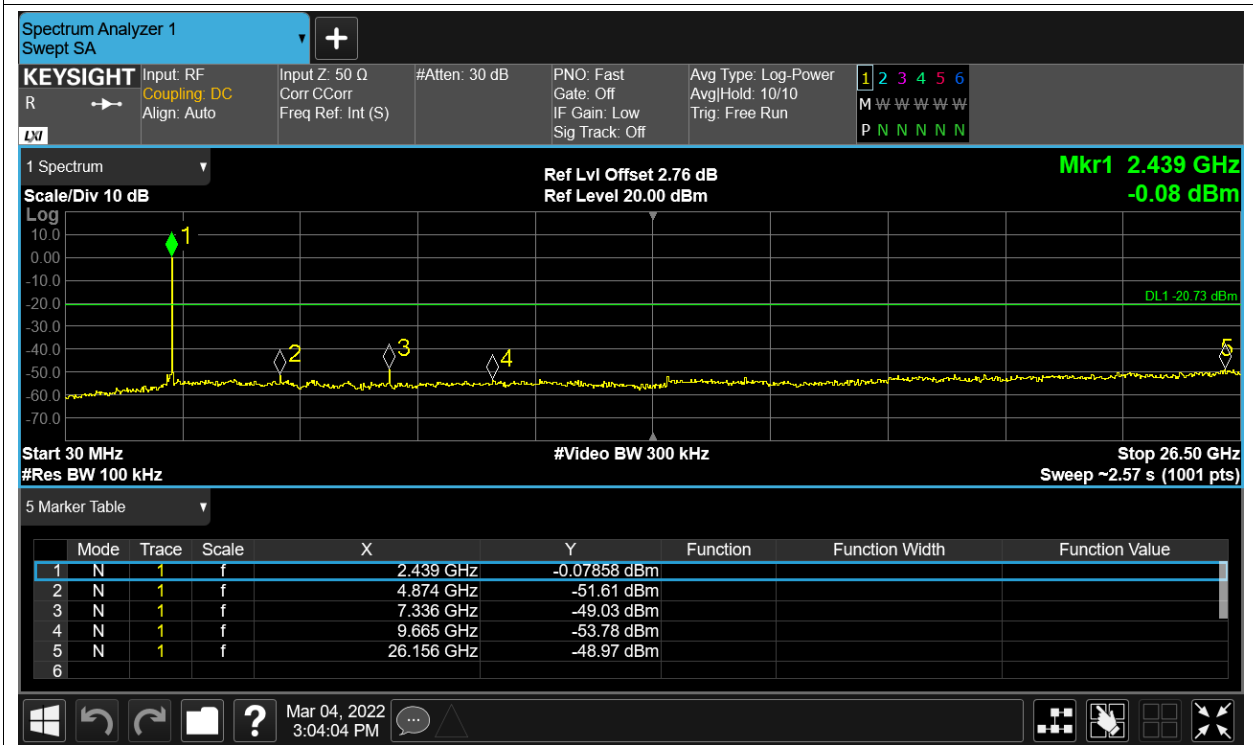 Spectrum Analyzer 1
Swept SA
+
KEYSIGHT
R
LXI
Input: RF
Coupling: DC
Align: Auto
Input Z: 50 Ω
Corr CCorr
Freq Ref: Int (S)
#Atten: 30 dB
PNO: Fast
Gate: Off
IF Gain: Low
Sig Track: Off
Avg Type: Log-Power
Avg|Hold: 10/10
Trig: Free Run
1 2 3 4 5 6
M W W W W W
P N N N N N
1 Spectrum
Scale/Div 10 dB
Ref Lvl Offset 2.76 dB
Ref Level 20.00 dBm
Mkr1 2.439 GHz
-0.08 dBm
Log
10.0
0.00
-10.0
-20.0
-30.0
-40.0
-50.0
-60.0
-70.0
1
2
3
4
5
DL1 -20.73 dBm
Start 30 MHz
#Res BW 100 kHz
#Video BW 300 kHz
Stop 26.50 GHz
Sweep ~2.57 s (1001 pts)
5 Marker Table
Mode Trace Scale X Y Function Function Width Function Value
1 N 1 f 2.439 GHz -0.07858 dBm
2 N 1 f 4.874 GHz -51.61 dBm
3 N 1 f 7.336 GHz -49.03 dBm
4 N 1 f 9.665 GHz -53.78 dBm
5 N 1 f 26.156 GHz -48.97 dBm
6
?
Mar 04, 2022
3:04:04 PM